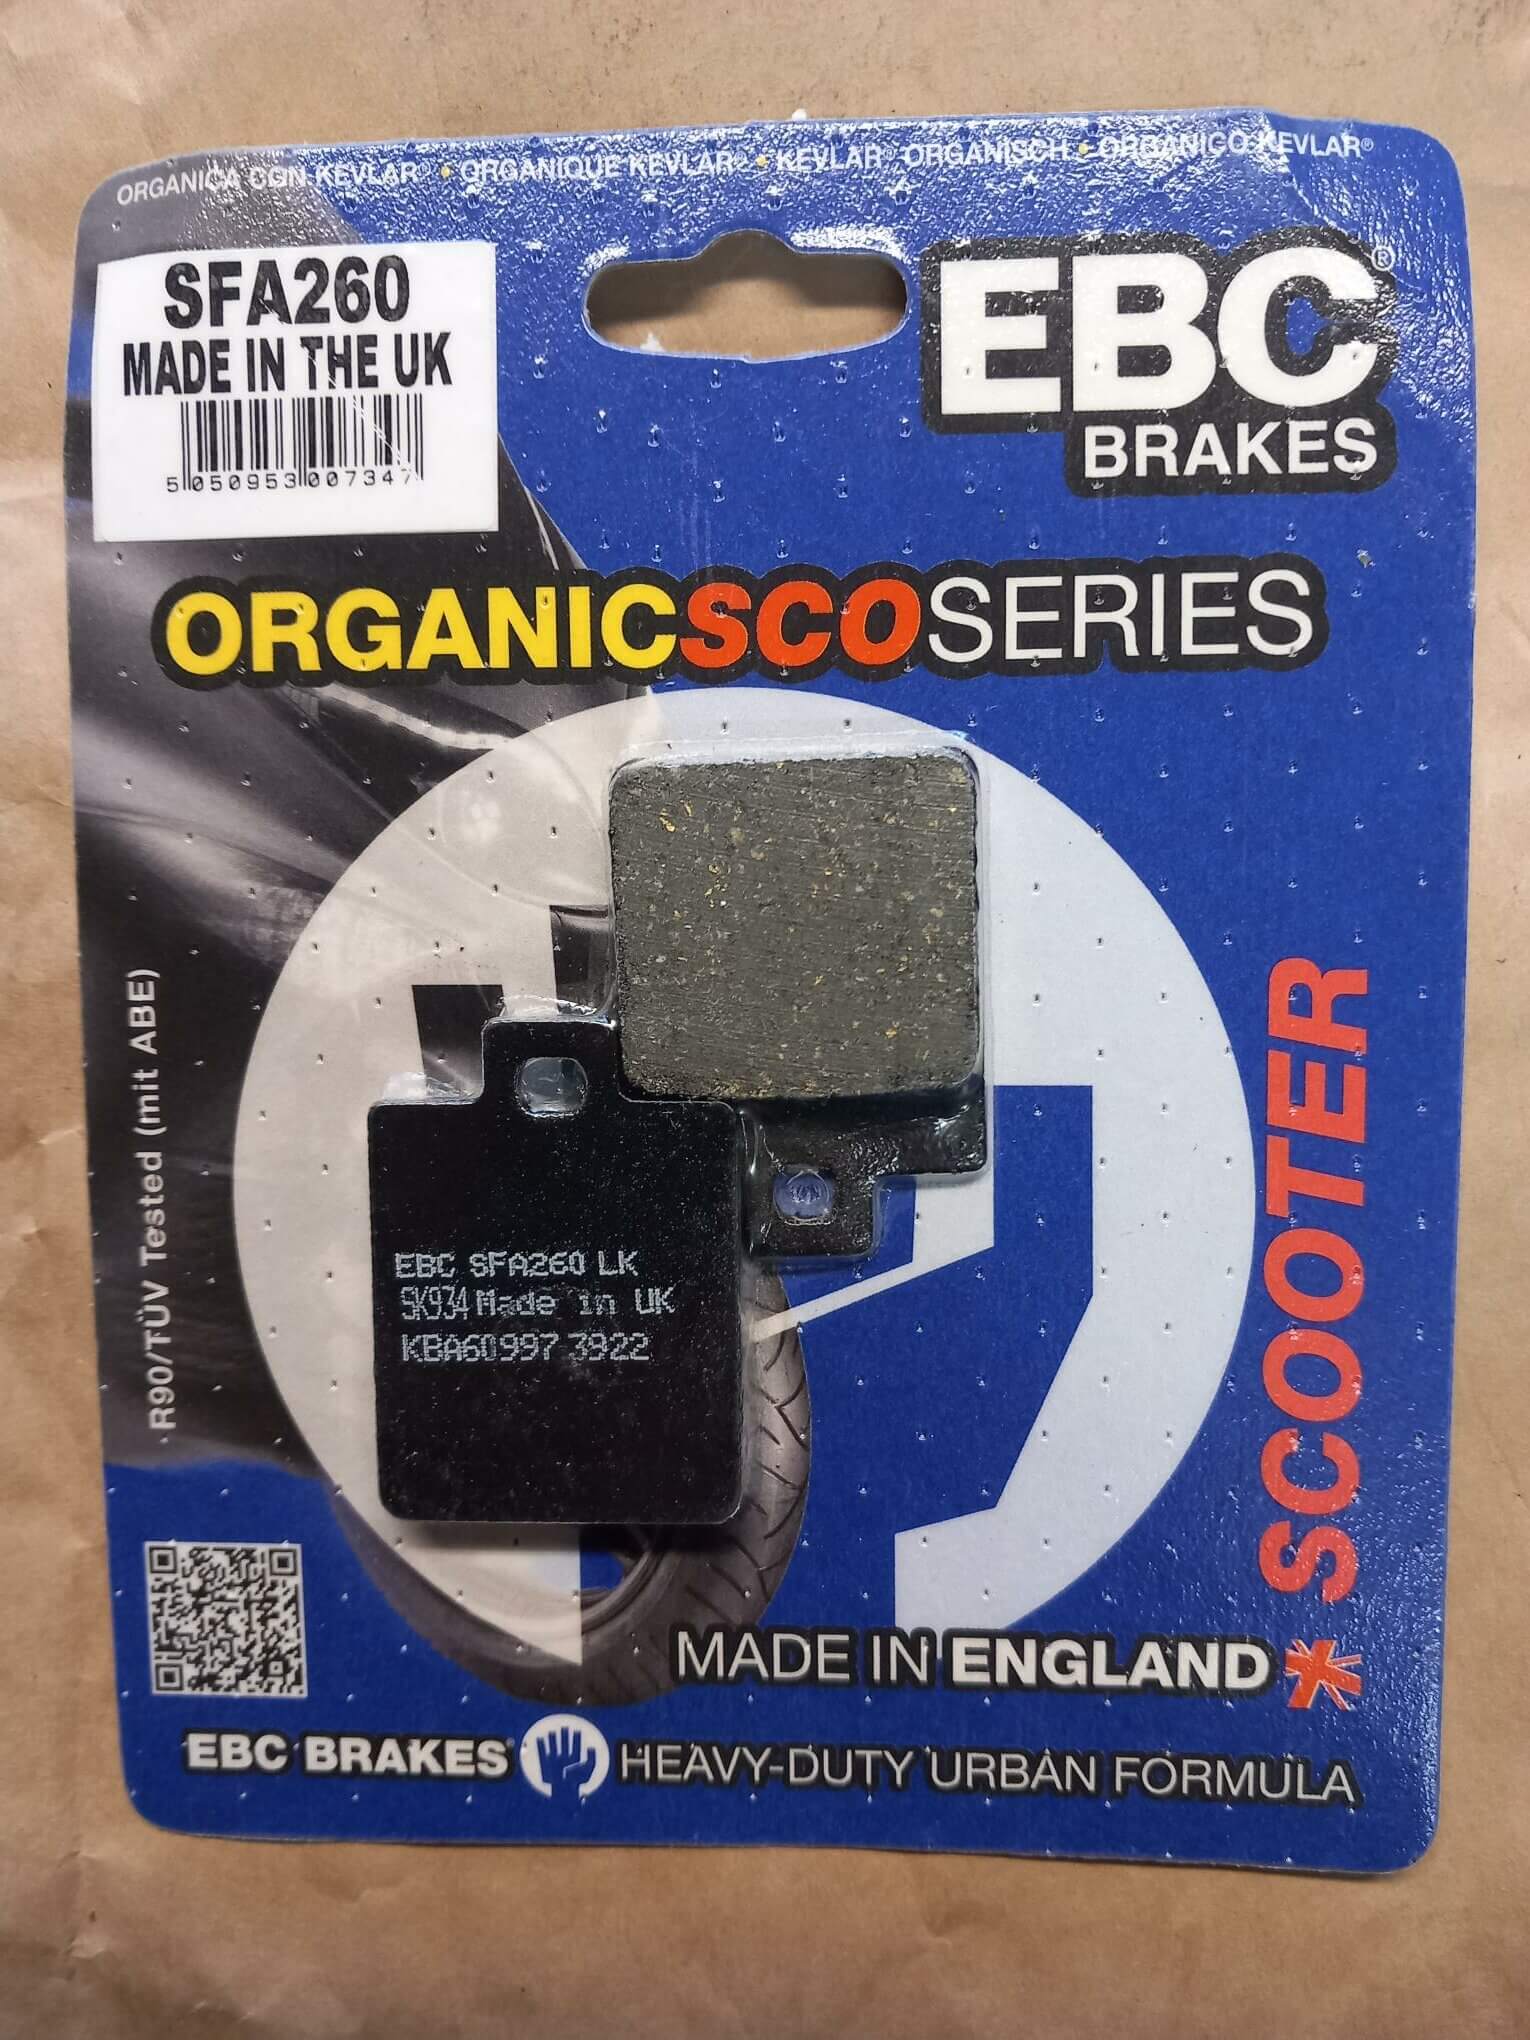 ORGANICA CON KEVLAR® • ORGANIQUE KEVLAR® • KEVLAR® ORGANISCH • ORGANICO KEVLAR®
SFA260
MADE IN THE UK
5 050953 007347
EBC®
BRAKES
ORGANICSCOSERIES
R90/TÜV Tested (mit ABE)
EBC SFA260 LK
SK934 Made in UK
KBA60997 3922
SCOOTER
MADE IN ENGLAND
EBC BRAKES HEAVY-DUTY URBAN FORMULA